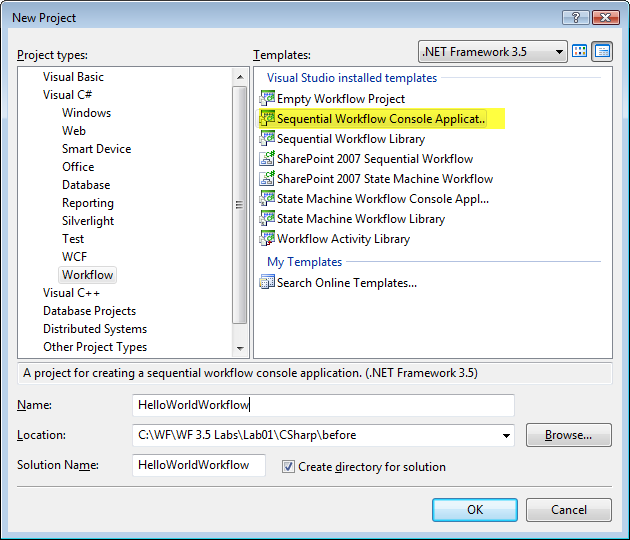 New Project
Project types:
Templates:
.NET Framework 3.5
Visual Basic
Visual C#
Windows
Web
Smart Device
Office
Database
Reporting
Silverlight
Test
WCF
Workflow
Visual C++
Database Projects
Distributed Systems
Other Project Types
Visual Studio installed templates
Empty Workflow Project
Sequential Workflow Console Applicat..
Sequential Workflow Library
SharePoint 2007 Sequential Workflow
SharePoint 2007 State Machine Workflow
State Machine Workflow Console Appl...
State Machine Workflow Library
Workflow Activity Library
My Templates
Search Online Templates...
A project for creating a sequential workflow console application. (.NET Framework 3.5)
Name:
HelloWorldWorkflow
Location:
C:\WF\WF 3.5 Labs\Lab01\CSharp\before
Browse...
Solution Name:
HelloWorldWorkflow
Create directory for solution
OK
Cancel